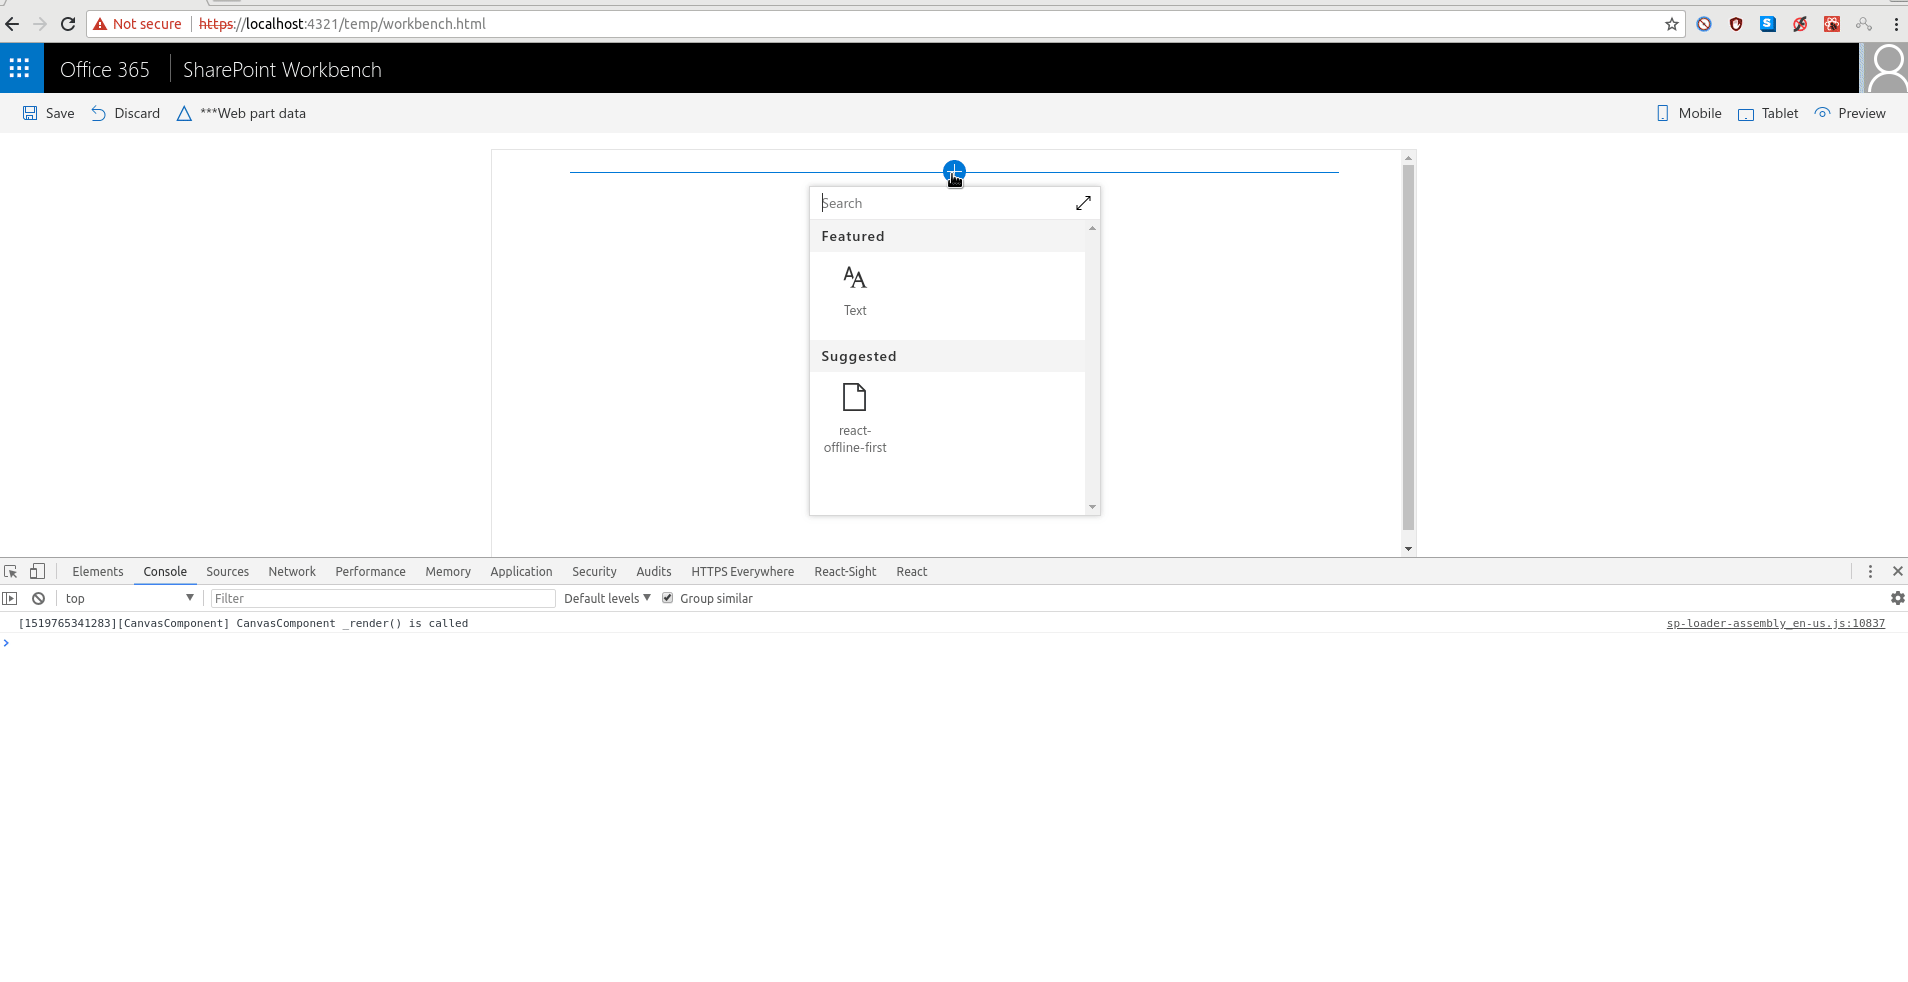 Not secure https://localhost:4321/temp/workbench.html
Office 365 SharePoint Workbench
Save Discard ***Web part data Mobile Tablet Preview
Search
Featured
Text
Suggested
react-
offline-first
Elements Console Sources Network Performance Memory Application Security Audits HTTPS Everywhere React-Sight React
top Filter Default levels Group similar
[1519765341283][CanvasComponent] CanvasComponent _render() is called sp-loader-assembly_en-us.js:10837